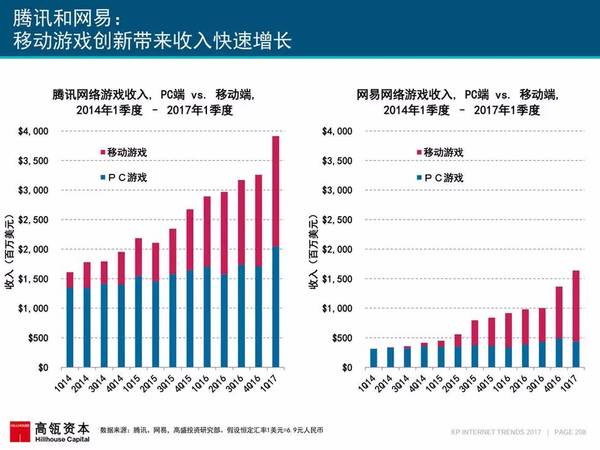 腾讯和网易：
移动游戏创新带来收入快速增长
腾讯网络游戏收入，PC端 vs. 移动端，
2014年1季度 – 2017年1季度
$4,000
$3,500
$3,000
$2,500
$2,000
$1,500
$1,000
$500
$0
收入（百万美元）
移动游戏
ＰＣ游戏
1Q14
2Q14
3Q14
4Q14
1Q15
2Q15
3Q15
4Q15
1Q16
2Q16
3Q16
4Q16
1Q17
网易网络游戏收入，PC端 vs. 移动端，
2014年1季度 – 2017年1季度
$4,000
$3,500
$3,000
$2,500
$2,000
$1,500
$1,000
$500
$0
收入（百万美元）
移动游戏
ＰＣ游戏
1Q14
2Q14
3Q14
4Q14
1Q15
2Q15
3Q15
4Q15
1Q16
2Q16
3Q16
4Q16
1Q17
HILLHOUSE
高瓴资本
Hillhouse Capital
数据来源：腾讯，网易，高盛投资研究部。假设恒定汇率1美元=6.9元人民币
KP INTERNET TRENDS 2017 | PAGE 208